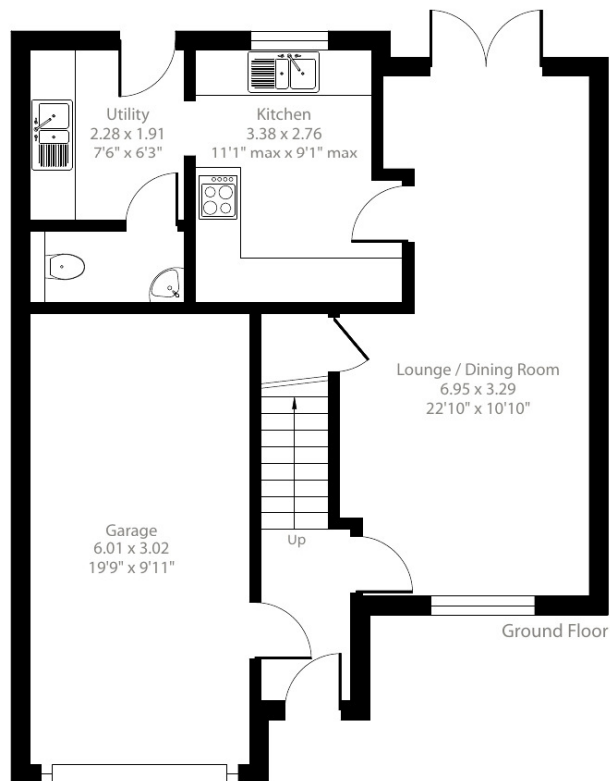 Utility
2.28 x 1.91
7'6" x 6'3"
Kitchen
3.38 x 2.76
11'1" max x 9'1" max
Lounge / Dining Room
6.95 x 3.29
22'10" x 10'10"
Garage
6.01 x 3.02
19'9" x 9'11"
Up
Ground Floor